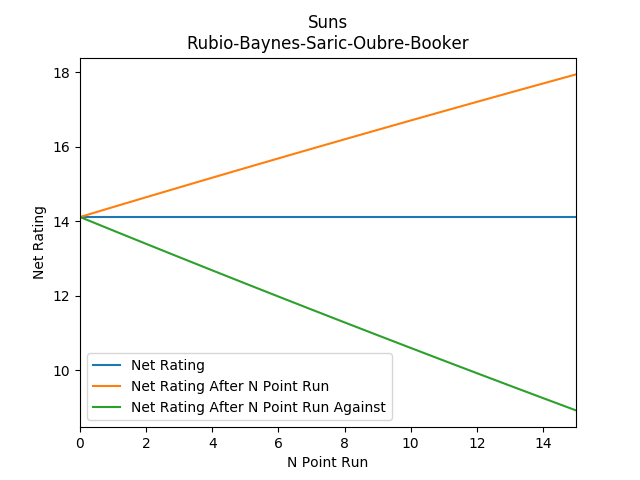 Suns
Rubio-Baynes-Saric-Oubre-Booker
18
16
14
12
10
Net Rating
Net Rating
Net Rating After N Point Run
Net Rating After N Point Run Against
0 2 4 6 8 10 12 14
N Point Run